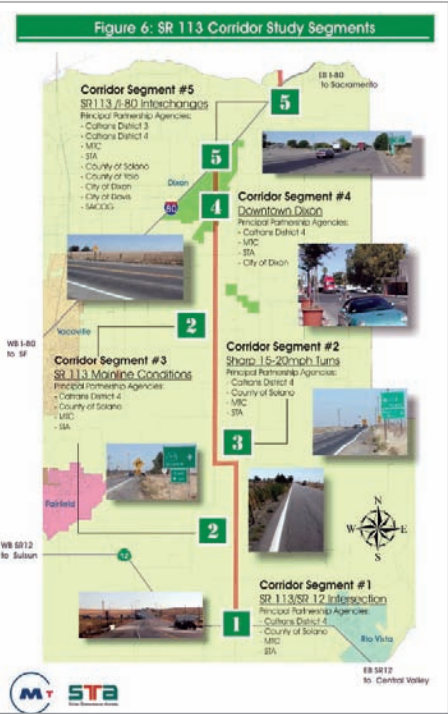 Figure 6: SR 113 Corridor Study Segments
EB I-80
to Sacramento
Corridor Segment #5
SR113 /I-80 Interchanges
Principal Partnership Agencies:
- Caltrans District 3
- Caltrans District 4
- MTC
- STA
- County of Solano
- County of Yolo
- City of Dixon
- City of Davis
- SACOG
5
5
Dixon
80
4
Corridor Segment #4
Downtown Dixon
Principal Partnership Agencies:
- Caltrans District 4
- MTC
- STA
- City of Dixon
WB I-80
to SF
Vacaville
2
Corridor Segment #3
SR 113 Mainline Conditions
Principal Partnership Agencies:
- Caltrans District 4
- County of Solano
- MTC
- STA
Corridor Segment #2
Sharp 15-20mph Turns
Principal Partnership Agencies:
- Caltrans District 4
- County of Solano
- MTC
- STA
3
Fairfield
N
W
E
S
2
WB SR12
to Suisun
12
Corridor Segment #1
SR 113/SR 12 Intersection
Principal Partnership Agencies:
- Caltrans District 4
- County of Solano
- MTC
- STA
1
Rio Vista
EB SR12
to Central Valley
MT
STA